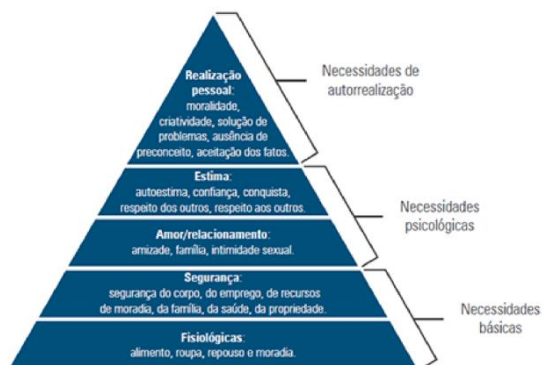 Realização
pessoal:
moralidade,
criatividade, solução de
problemas, ausência de
preconceito, aceitação dos fatos.
Necessidades de
autorrealização
Estima:
autoestima, confiança, conquista,
respeito dos outros, respeito aos outros.
Amor/relacionamento:
amizade, família, intimidade sexual.
Necessidades
psicológicas
Segurança:
segurança do corpo, do emprego, de recursos
de moradia, da família, da saúde, da propriedade.
Fisiológicas:
alimento, roupa, repouso e moradia.
Necessidades
básicas